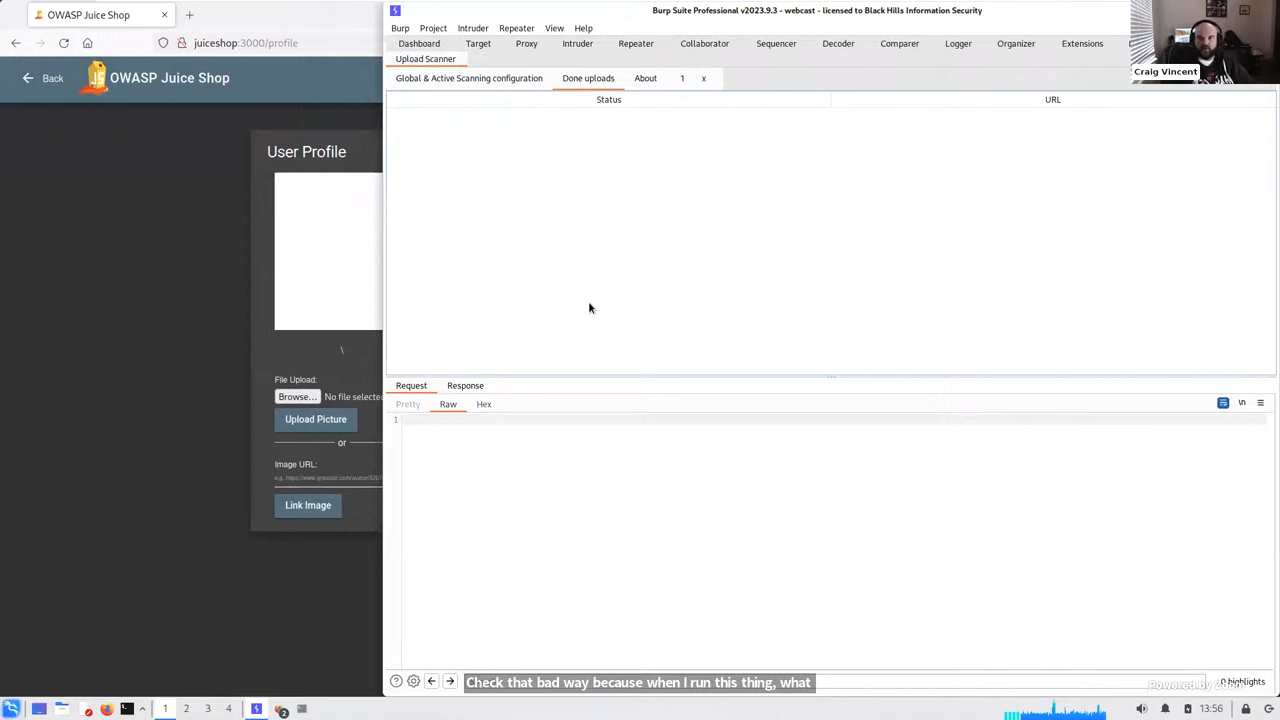 OWASP Juice Shop
juiceshop:3000/profile
Back
OWASP Juice Shop
User Profile
\
File Upload:
Browse... No file selected
Upload Picture
or
Image URL:
Link Image
Burp Suite Professional v2023.9.3 - webcast - licensed to Black Hills Information Security
Burp Project Intruder Repeater View Help
Dashboard Target Proxy Intruder Repeater Collaborator Sequencer Decoder Comparer Logger Organizer Extensions
Upload Scanner
Global & Active Scanning configuration Done uploads About 1 x
Status URL
Request Response
Pretty Raw Hex
\n
1
Craig Vincent
Check that bad way because when I run this thing, what
0 highlights
Powered by Zoom
1 2 3 4
2
13:56